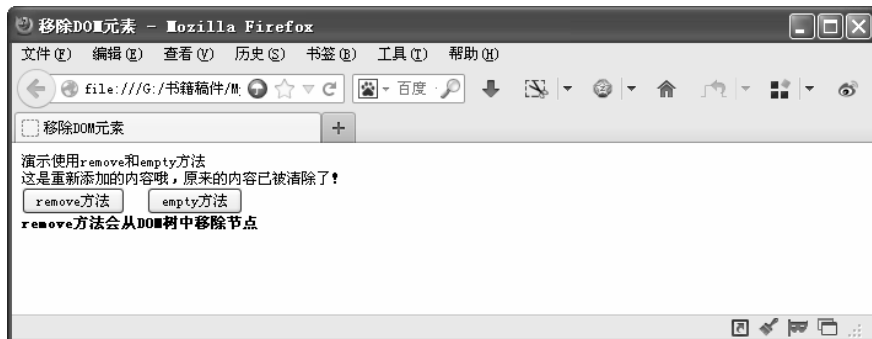 移除DOM元素 - Mozilla Firefox
文件(F) 编辑(E) 查看(V) 历史(S) 书签(B) 工具(T) 帮助(H)
file:///G:/书籍稿件/M; 百度
移除DOM元素 +
演示使用remove和empty方法
这是重新添加的内容哦，原来的内容已被清除了！
remove方法 empty方法
remove方法会从DOM树中移除节点